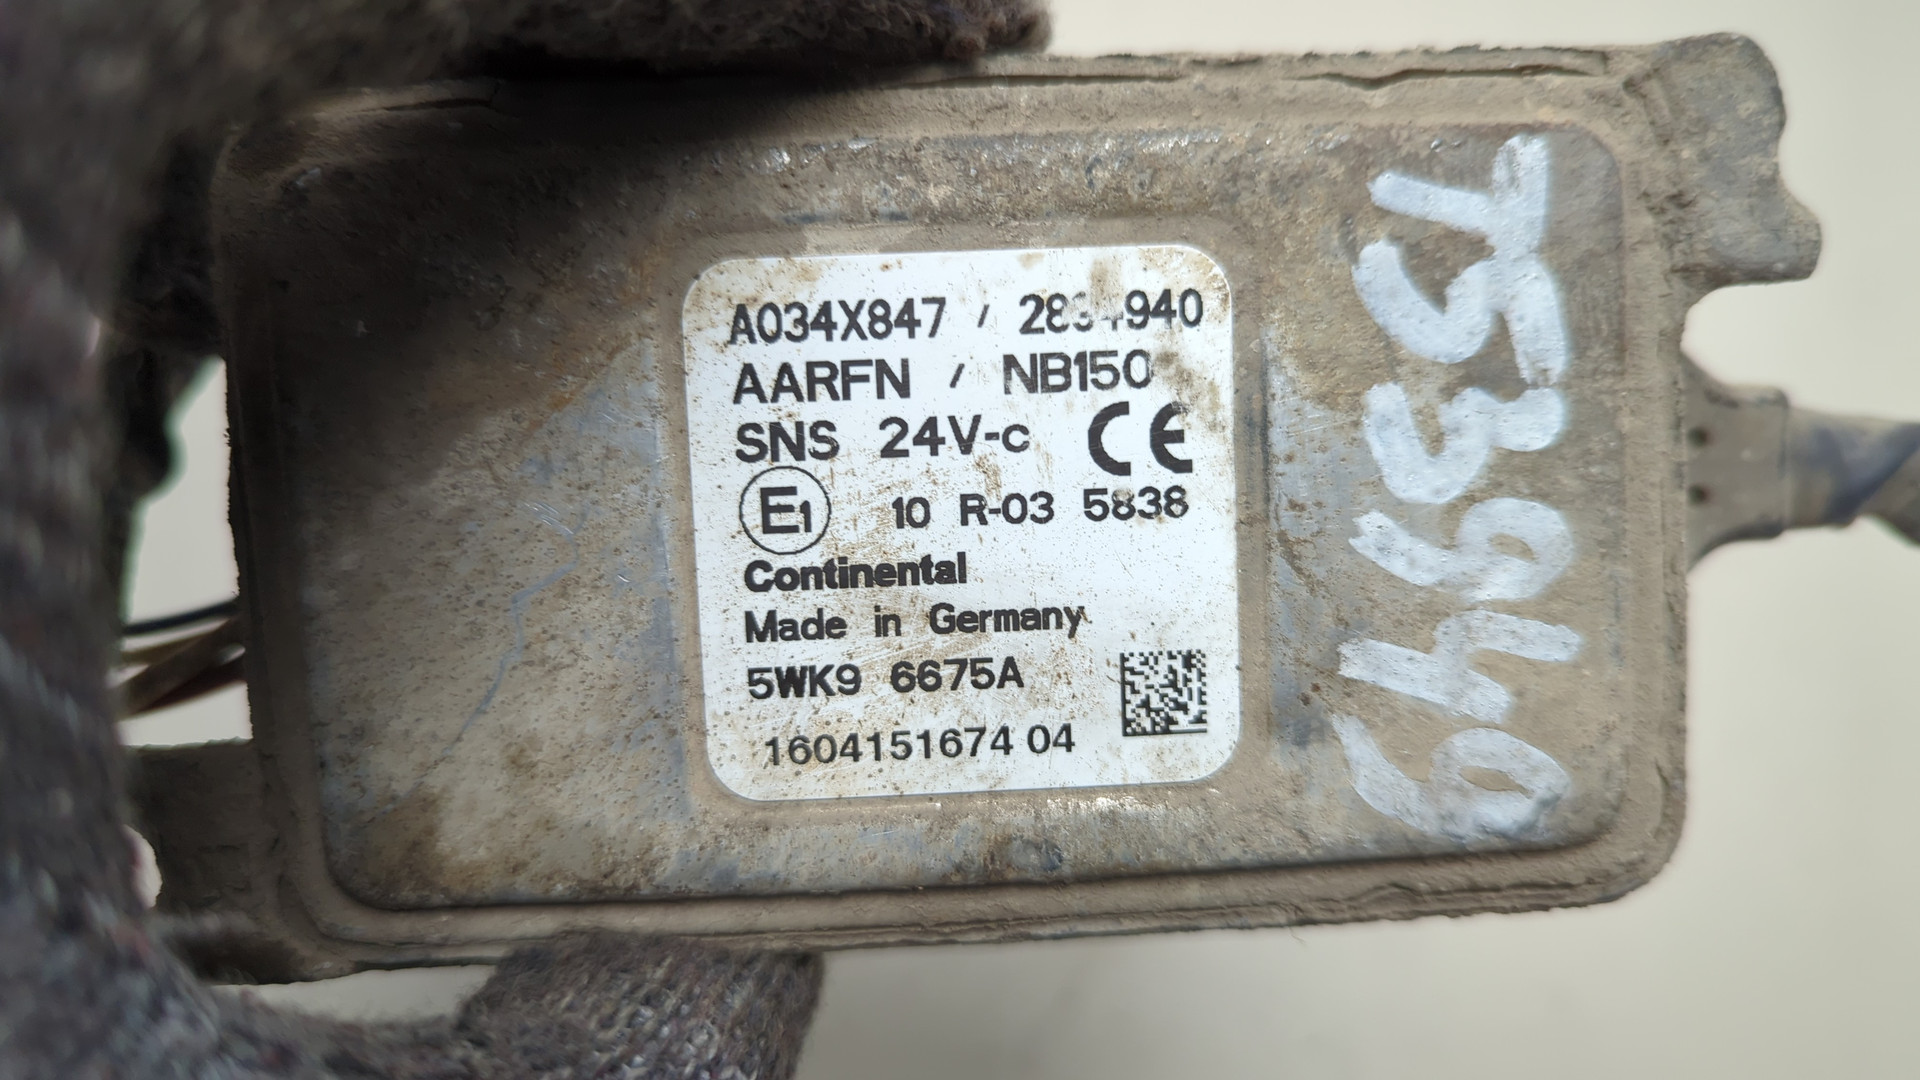 A034X847 / 2894940
AARFN / NB150
SNS 24V-c CE
E1 10 R-03 5838
Continental
Made in Germany
5WK9 6675A
1604151674 04
733949